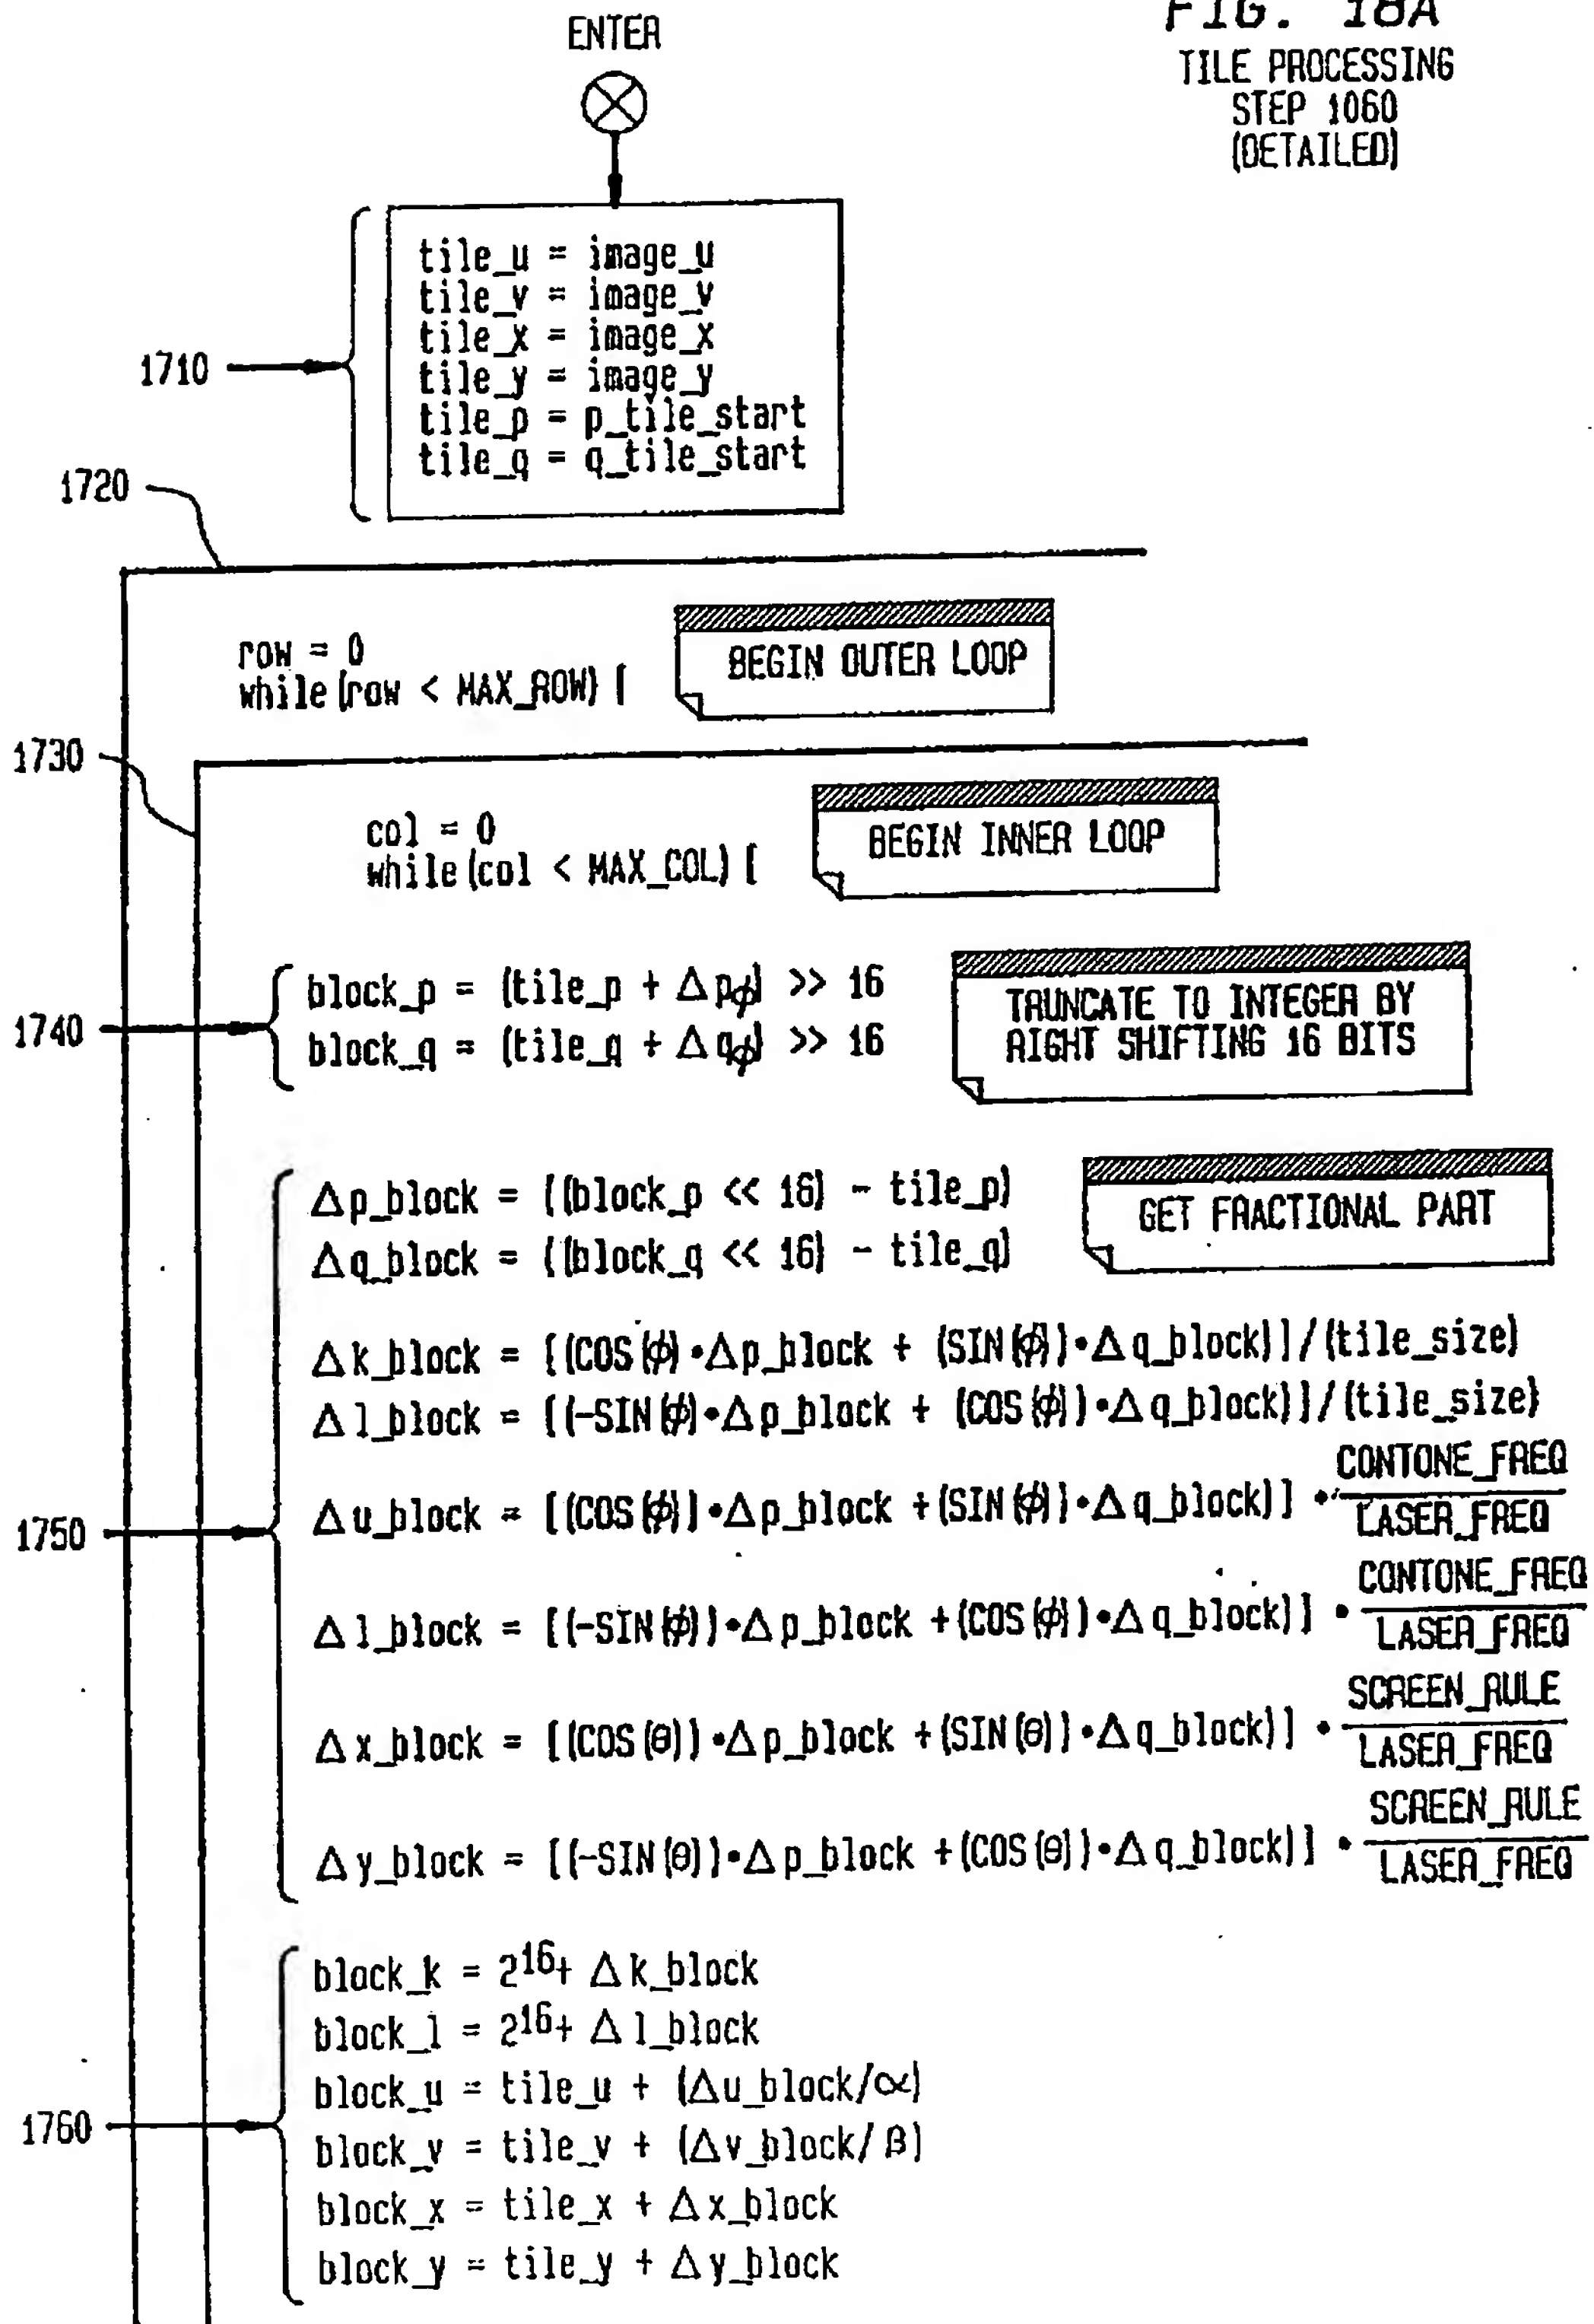 FIG. 18A
TILE PROCESSING
STEP 1060
(DETAILED)
ENTER
1710
tile_u = image_u
tile_v = image_v
tile_x = image_x
tile_y = image_y
tile_p = p_tile_start
tile_q = q_tile_start
1720
row = 0
while (row < MAX_ROW) [
BEGIN OUTER LOOP
1730
col = 0
while (col < MAX_COL) [
BEGIN INNER LOOP
1740
block_p = (tile_p + Δpϕ) >> 16
block_q = (tile_q + Δqϕ) >> 16
TRUNCATE TO INTEGER BY
RIGHT SHIFTING 16 BITS
1750
Δp_block = ((block_p << 16) - tile_p)
Δq_block = ((block_q << 16) - tile_q)
GET FRACTIONAL PART
Δk_block = [(COS(ϕ)•Δp_block + (SIN(ϕ))•Δq_block)]/(tile_size)
Δl_block = [(-SIN(ϕ)•Δp_block + (COS(ϕ))•Δq_block)]/(tile_size)
Δu_block = [(COS(ϕ))•Δp_block +(SIN(ϕ))•Δq_block)] • CONTONE_FREQ / LASER_FREQ
Δl_block = [(-SIN(ϕ))•Δp_block +(COS(ϕ))•Δq_block)] • CONTONE_FREQ / LASER_FREQ
Δx_block = [(COS(θ))•Δp_block +(SIN(θ))•Δq_block)] • SCREEN_RULE / LASER_FREQ
Δy_block = [(-SIN(θ))•Δp_block +(COS(θ))•Δq_block)] • SCREEN_RULE / LASER_FREQ
1760
block_k = 2^16 + Δk_block
block_l = 2^16 + Δl_block
block_u = tile_u + (Δu_block/α)
block_v = tile_v + (Δv_block/β)
block_x = tile_x + Δx_block
block_y = tile_y + Δy_block